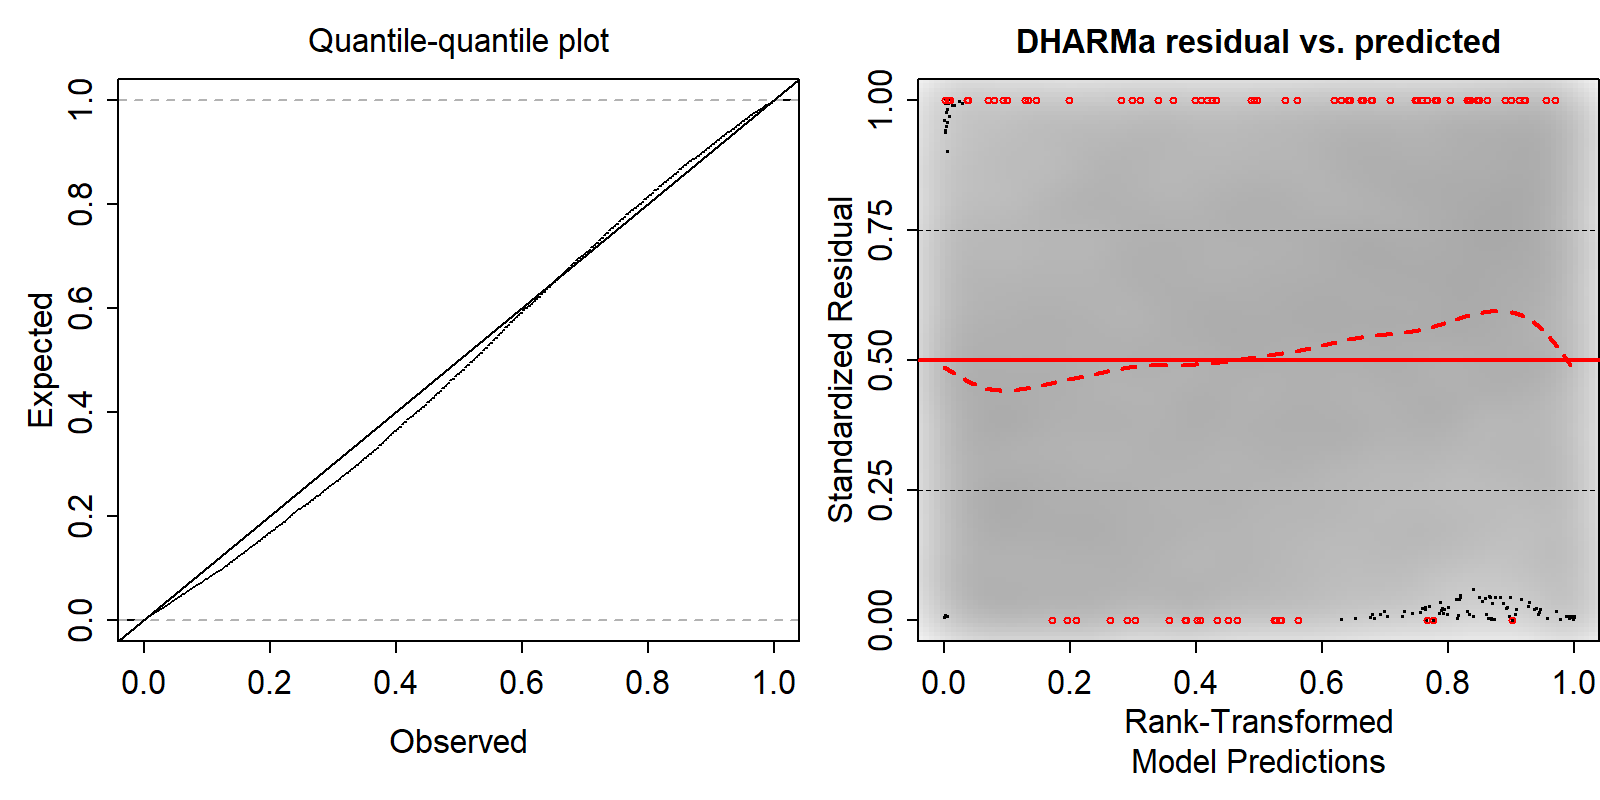 Quantile-quantile plot
Expected
1.0
0.8
0.6
0.4
0.2
0.0
0.0 0.2 0.4 0.6 0.8 1.0
Observed
DHARMa residual vs. predicted
Standardized Residual
1.00
0.75
0.50
0.25
0.00
0.0 0.2 0.4 0.6 0.8 1.0
Rank-Transformed
Model Predictions